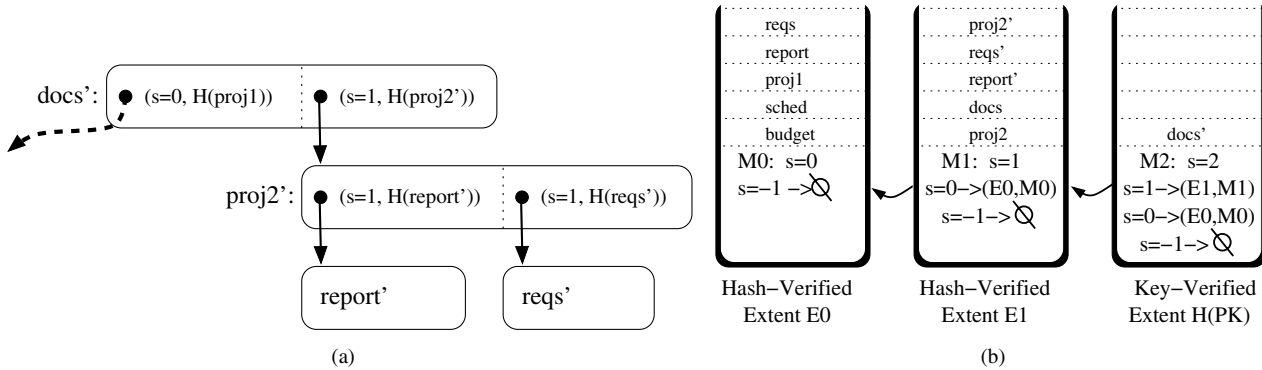 docs’: (s=0, H(proj1)) (s=1, H(proj2’))
proj2’: (s=1, H(report’)) (s=1, H(reqs’))
report’ reqs’
(a)
reqs
report
proj1
sched
budget
M0: s=0
s=−1 −>∅
Hash−Verified
Extent E0
proj2’
reqs’
report’
docs
proj2
M1: s=1
s=0−>(E0,M0)
s=−1−>∅
Hash−Verified
Extent E1
docs’
M2: s=2
s=1−>(E1,M1)
s=0−>(E0,M0)
s=−1−>∅
Key−Verified
Extent H(PK)
(b)